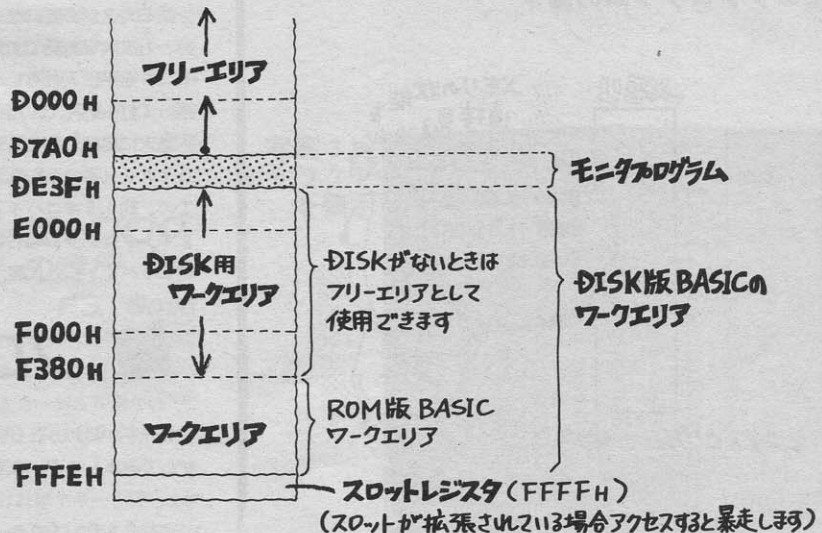 フリーエリア
D000H
D7A0H
モニタプログラム
DE3FH
E000H
DISK用
ワークエリア
DISKがないときは
フリーエリアとして
使用できます
DISK版BASICの
ワークエリア
F000H
F380H
ワークエリア
ROM版BASIC
ワークエリア
FFFEH
スロットレジスタ(FFFFH)
(スロットが拡張されている場合アクセスすると暴走します)